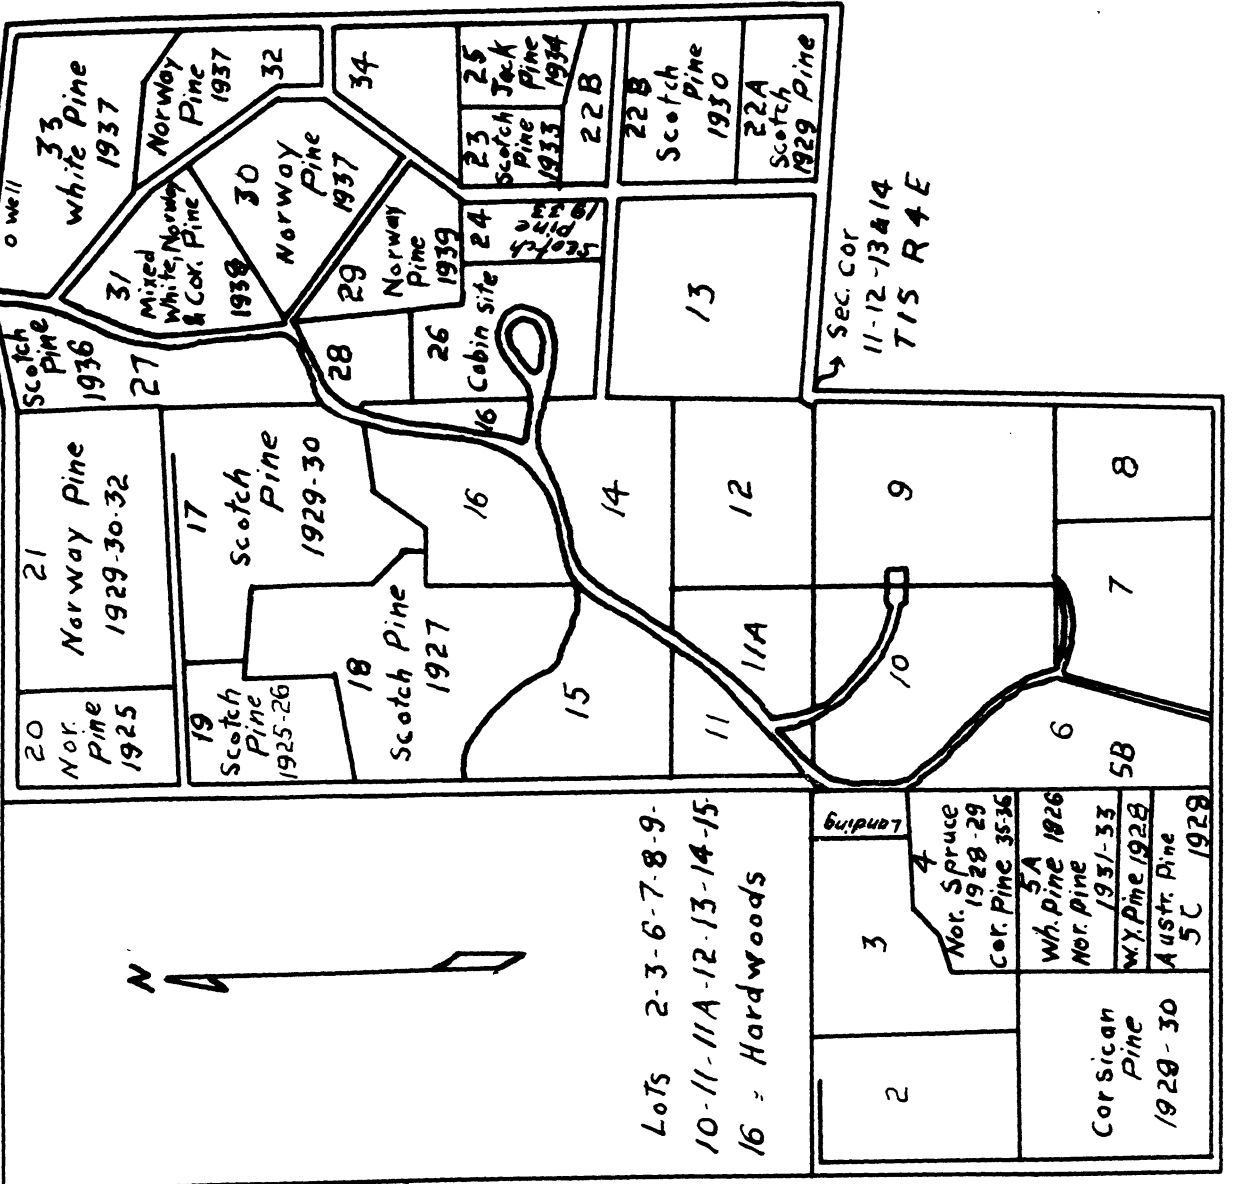 o well
33
White Pine
1937
Norway
Pine
1937
32
34
25
Jack
Pine
1934
23
Scotch
Pine
1933
22 B
22 B
Scotch
Pine
1930
22A
Scotch
1929 Pine
31
Mixed
White, Norway
& Cor. Pine
1938
30
Norway
Pine
1937
29
Norway
Pine
1939
24
Scotch
Pine
1933
13
Sec. cor
11-12-13&14
T1S R4E
Scotch
Pine
1936
27
28
26
Cabin site
16
21
Norway Pine
1929-30-32
17
Scotch
Pine
1929-30
16
14
12
9
8
20
Nor.
Pine
1925
19
Scotch
Pine
1925-26
18
Scotch Pine
1927
15
11
11A
10
7
6
5B
N
Lots 2-3-6-7-8-9-
10-11-11A-12-13-14-15-
16 = Hardwoods
Landing
3
4
Nor. Spruce
1928-29
Cor. Pine 35-36
5A
Wh. Pine 1926
Nor. Pine
1931-33
W.Y. Pine 1928
Austr. Pine
5C 1928
2
Corsican
Pine
1929-30